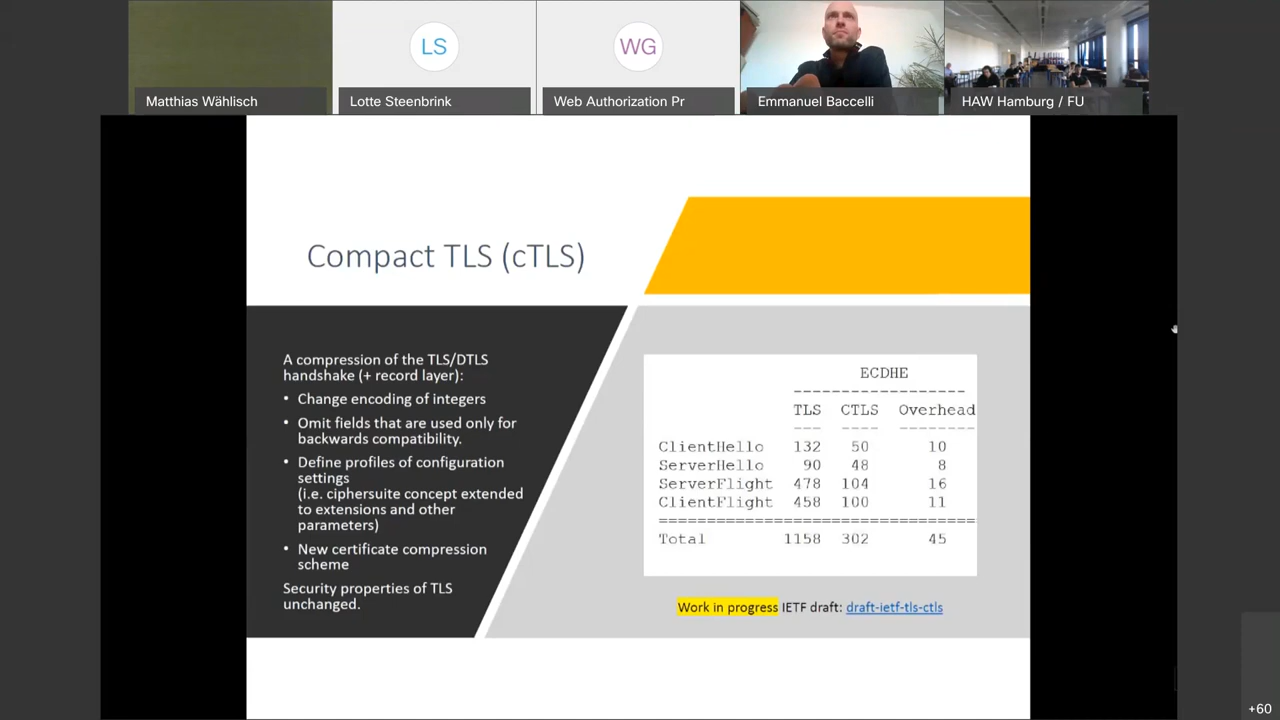 LS
WG
Matthias Wählisch
Lotte Steenbrink
Web Authorization Pr
Emmanuel Baccelli
HAW Hamburg / FU
Compact TLS (cTLS)
A compression of the TLS/DTLS
handshake (+ record layer):
• Change encoding of integers
• Omit fields that are used only for
backwards compatibility.
• Define profiles of configuration
settings
(i.e. ciphersuite concept extended
to extensions and other
parameters)
• New certificate compression
scheme
Security properties of TLS
unchanged.
ECDHE
------------------
TLS CTLS Overhead
--- ---- --------
ClientHello 132 50 10
ServerHello 90 48 8
ServerFlight 478 104 16
ClientFlight 458 100 11
==================================
Total 1158 302 45
Work in progress IETF draft: draft-ietf-tls-ctls
+60